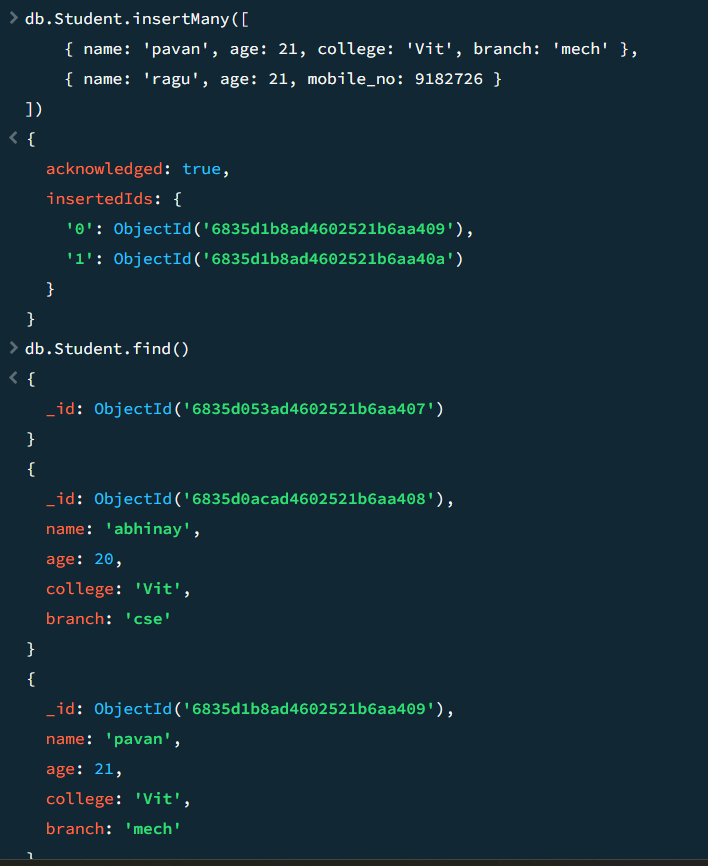 > db.Student.insertMany([
{ name: 'pavan', age: 21, college: 'Vit', branch: 'mech' },
{ name: 'ragu', age: 21, mobile_no: 9182726 }
])
< {
acknowledged: true,
insertedIds: {
'0': ObjectId('6835d1b8ad4602521b6aa409'),
'1': ObjectId('6835d1b8ad4602521b6aa40a')
}
}
> db.Student.find()
< {
_id: ObjectId('6835d053ad4602521b6aa407')
}
{
_id: ObjectId('6835d0acad4602521b6aa408'),
name: 'abhinay',
age: 20,
college: 'Vit',
branch: 'cse'
}
{
_id: ObjectId('6835d1b8ad4602521b6aa409'),
name: 'pavan',
age: 21,
college: 'Vit',
branch: 'mech'
}